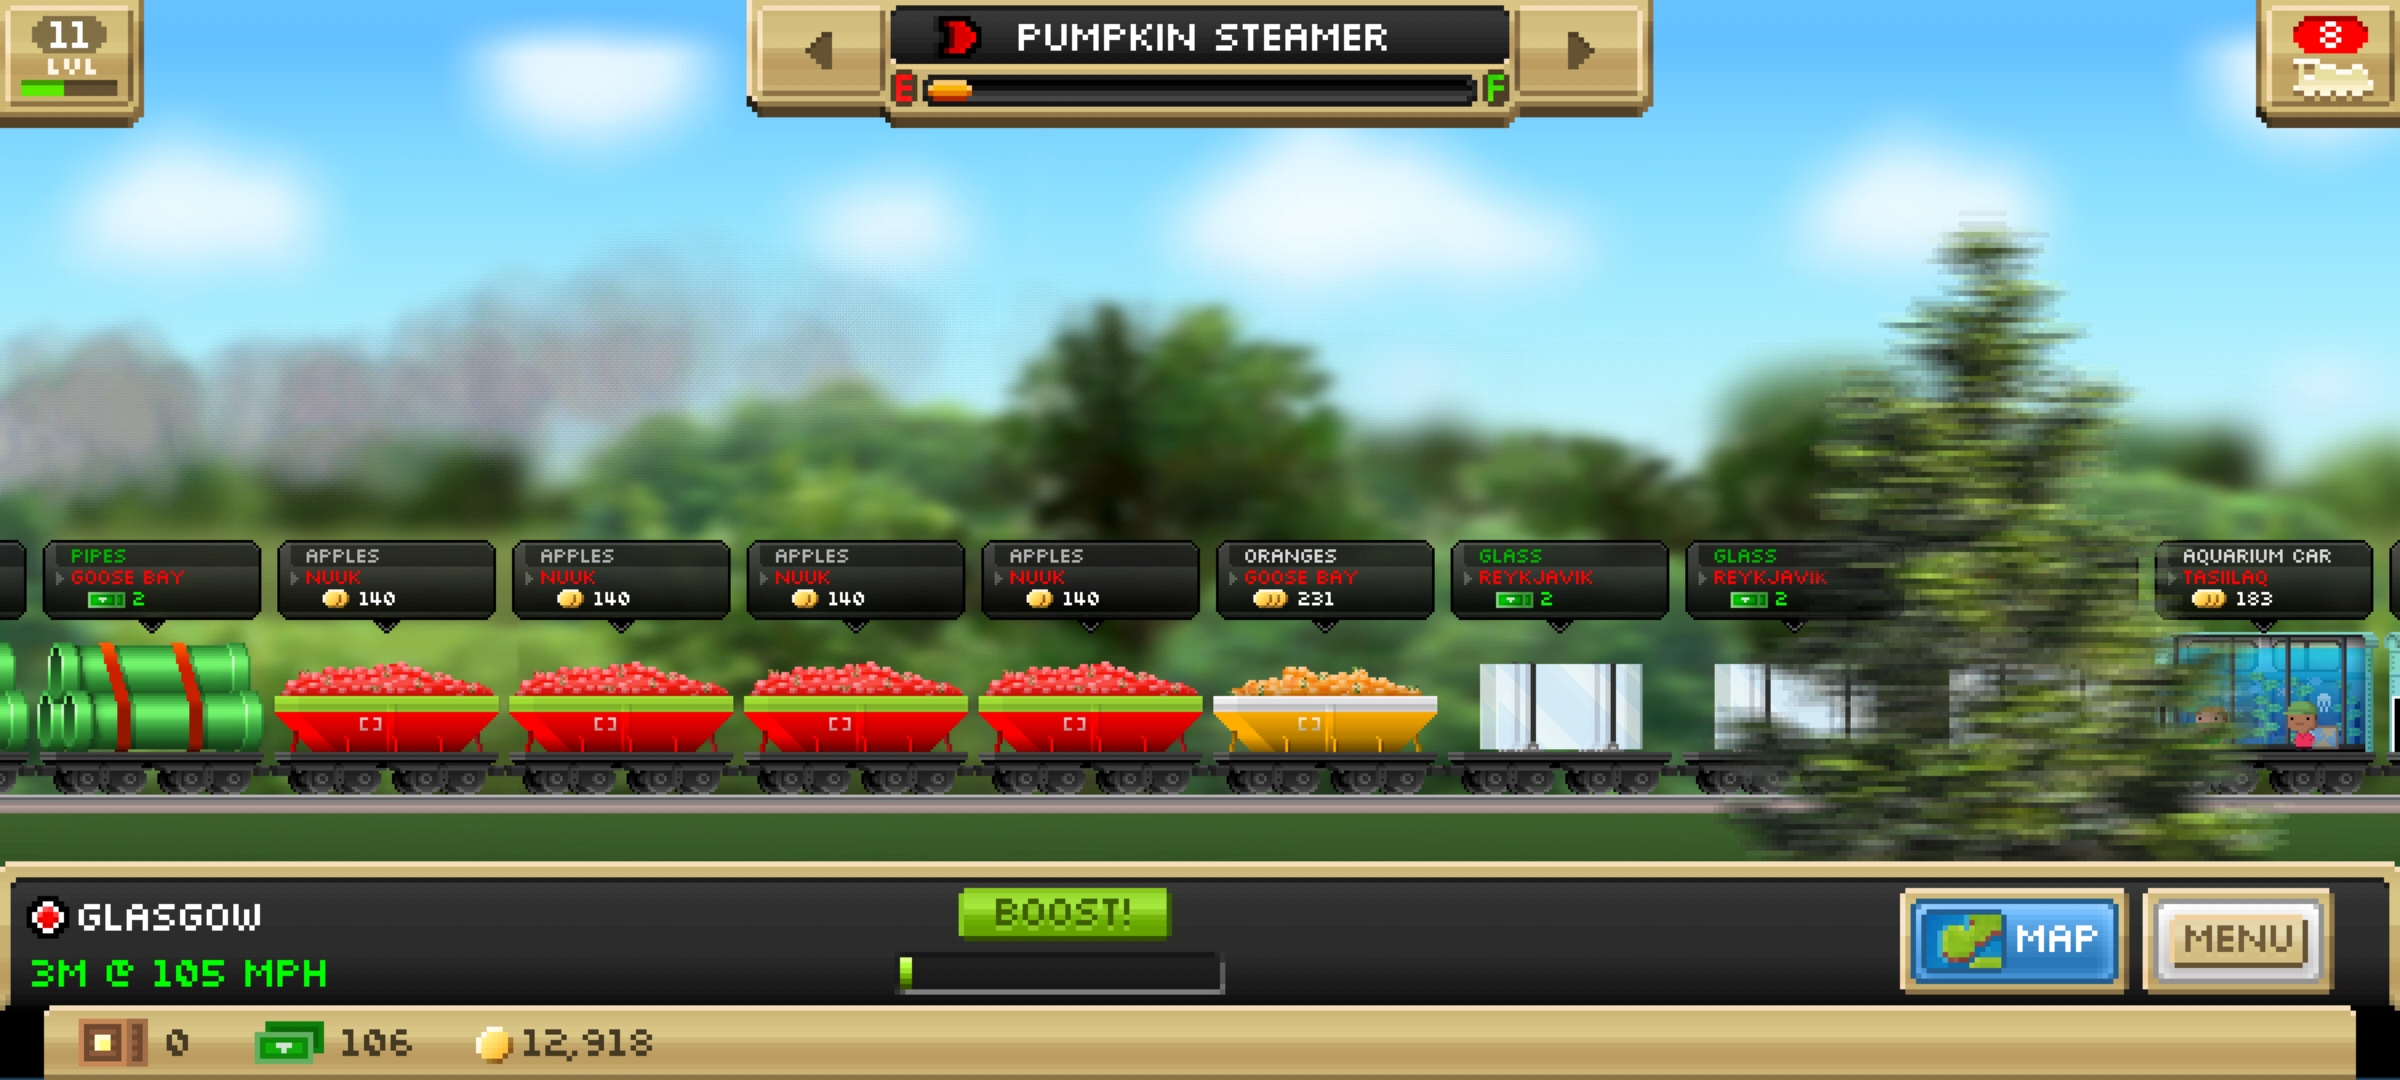 11
LVL
PUMPKIN STEAMER
E F
8
PIPES
GOOSE BAY
2
APPLES
NUUK
140
APPLES
NUUK
140
APPLES
NUUK
140
APPLES
NUUK
140
ORANGES
GOOSE BAY
231
GLASS
REYKJAVIK
2
GLASS
REYKJAVIK
2
AQUARIUM CAR
TASIILAQ
183
GLASGOW
3M @ 105 MPH
BOOST!
MAP
MENU
0
106
12,918